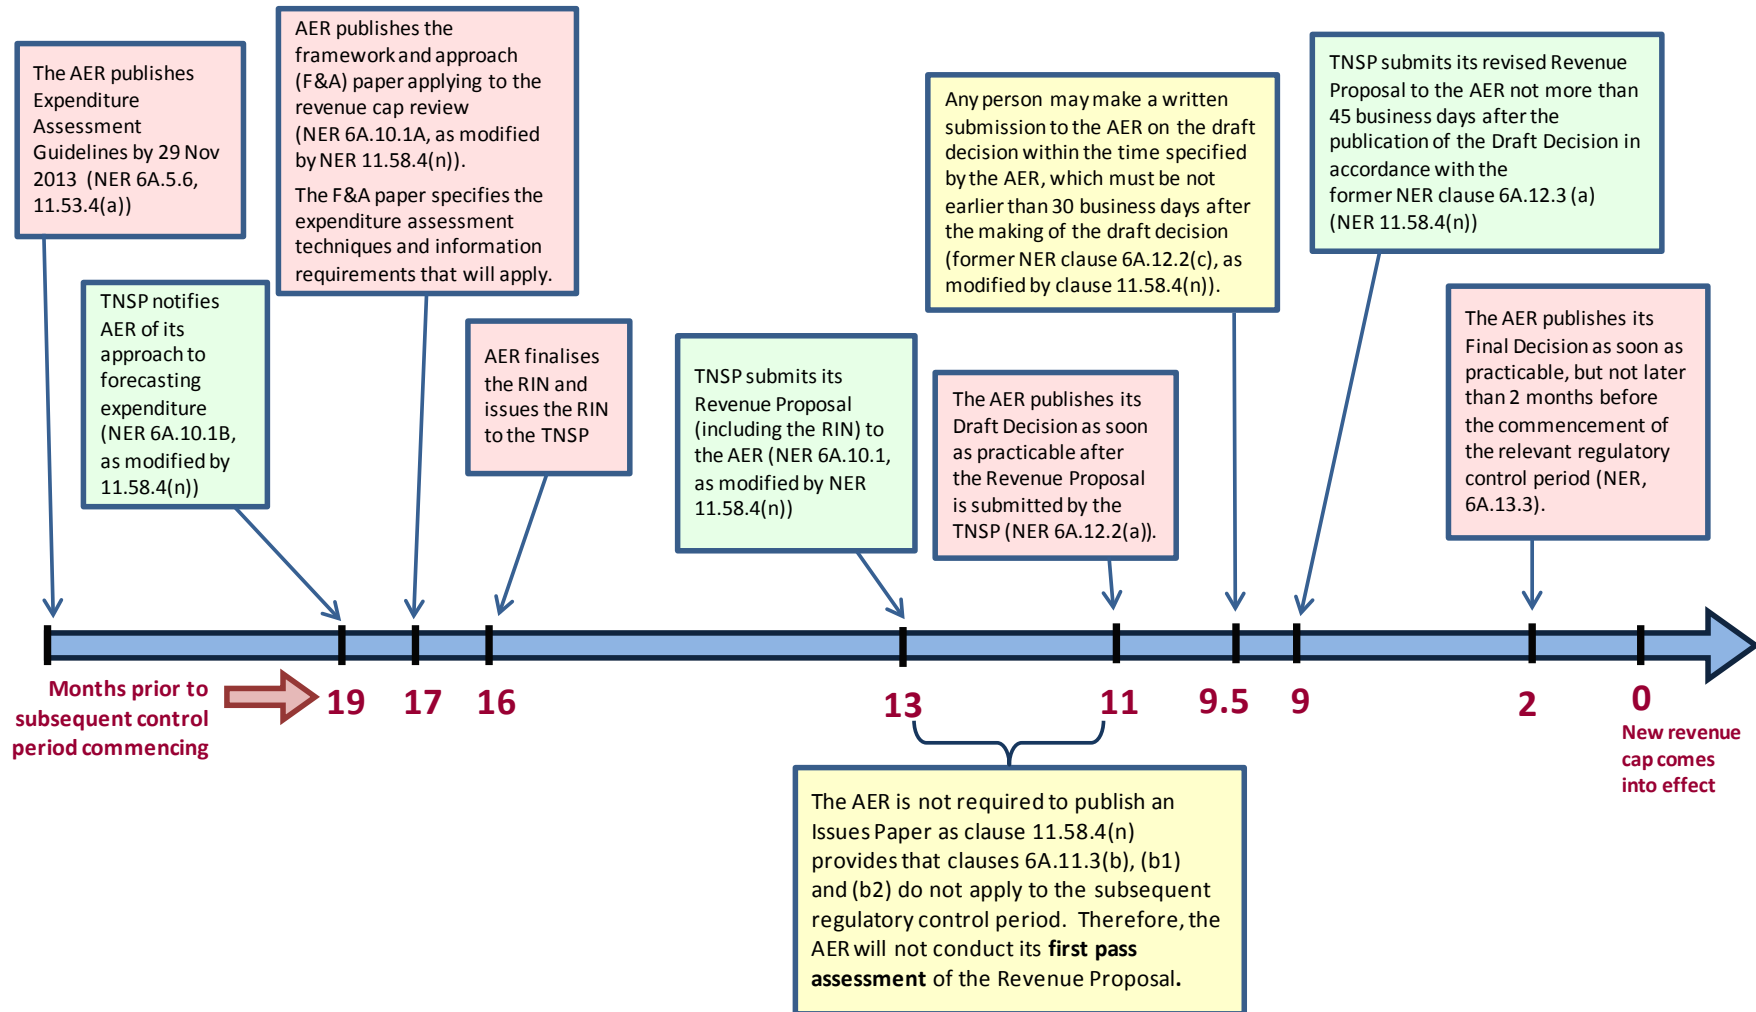 The AER publishes
Expenditure
Assessment
Guidelines by 29 Nov
2013 (NER 6A.5.6,
11.53.4(a))
TNSP notifies
AER of its
approach to
forecasting
expenditure
(NER 6A.10.1B,
as modified by
11.58.4(n))
AER publishes the
framework and approach
(F&A) paper applying to the
revenue cap review
(NER 6A.10.1A, as modified
by NER 11.58.4(n)).
The F&A paper specifies the
expenditure assessment
techniques and information
requirements that will apply.
AER finalises
the RIN and
issues the RIN
to the TNSP
TNSP submits its
Revenue Proposal
(including the RIN) to
the AER (NER 6A.10.1,
as modified by NER
11.58.4(n))
Any person may make a written
submission to the AER on the draft
decision within the time specified
by the AER, which must be not
earlier than 30 business days after
the making of the draft decision
(former NER clause 6A.12.2(c), as
modified by clause 11.58.4(n)).
The AER publishes its
Draft Decision as soon
as practicable after
the Revenue Proposal
is submitted by the
TNSP (NER 6A.12.2(a)).
TNSP submits its revised Revenue
Proposal to the AER not more than
45 business days after the
publication of the Draft Decision in
accordance with the
former NER clause 6A.12.3 (a)
(NER 11.58.4(n))
The AER publishes its
Final Decision as soon as
practicable, but not later
than 2 months before
the commencement of
the relevant regulatory
control period (NER,
6A.13.3).
Months prior to
subsequent control
period commencing
19
17
16
13
11
9.5
9
2
0
New revenue
cap comes
into effect
The AER is not required to publish an
Issues Paper as clause 11.58.4(n)
provides that clauses 6A.11.3(b), (b1)
and (b2) do not apply to the subsequent
regulatory control period. Therefore, the
AER will not conduct its first pass
assessment of the Revenue Proposal.